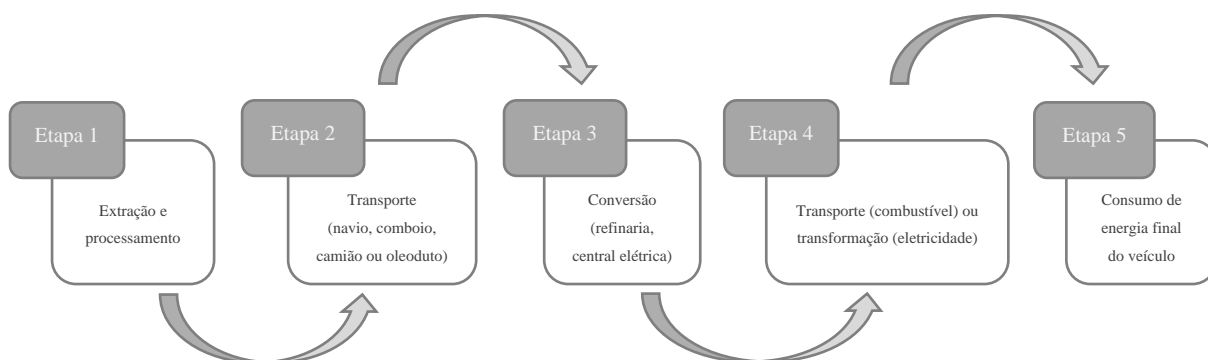 Etapa 1
Extração e
processamento
Etapa 2
Transporte
(navio, comboio,
camião ou oleoduto)
Etapa 3
Conversão
(refinaria,
central elétrica)
Etapa 4
Transporte (combustível) ou
transformação (eletricidade)
Etapa 5
Consumo de
energia final
do veículo